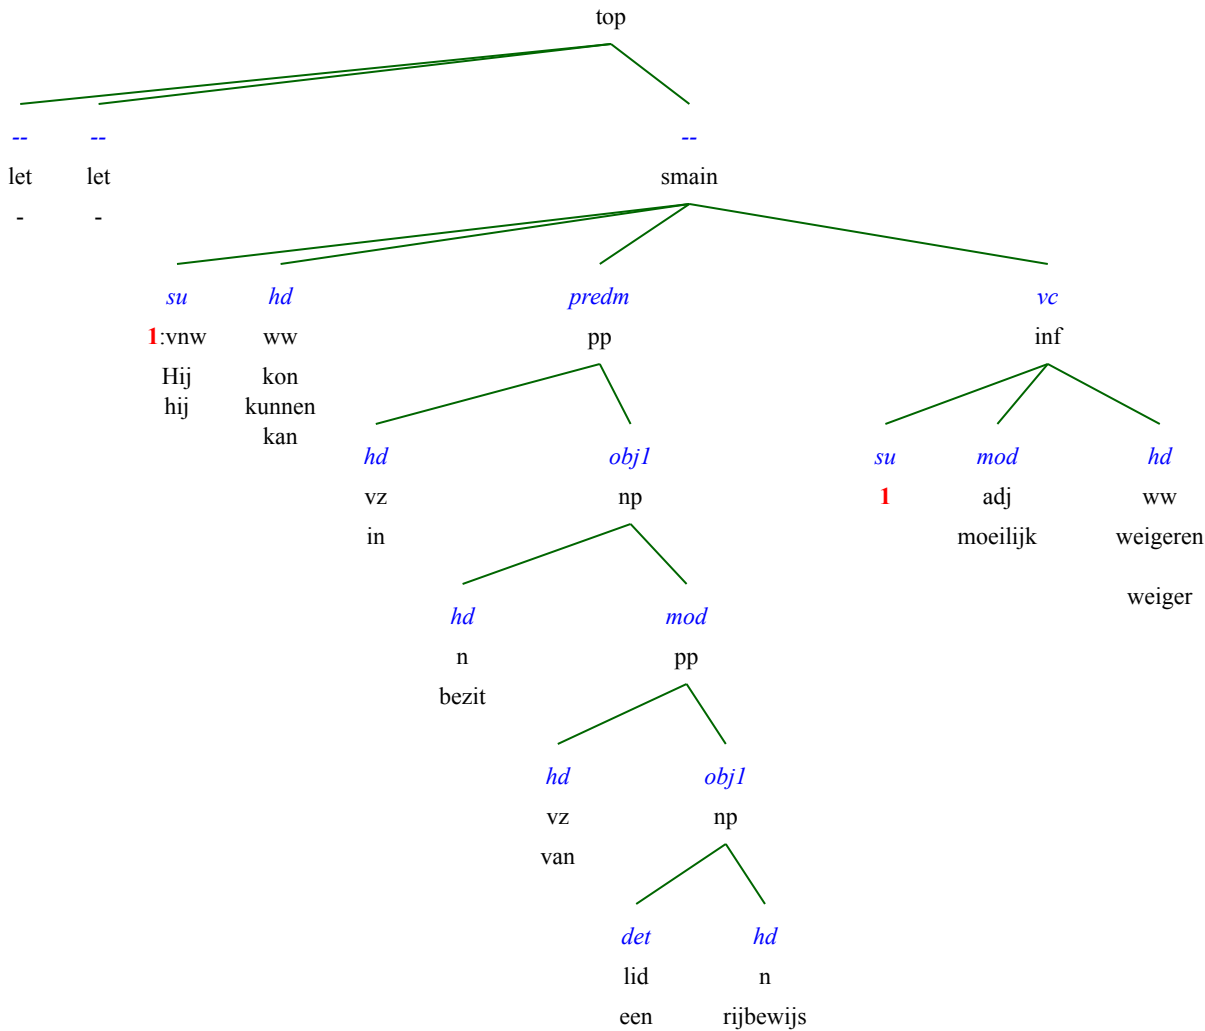 top
-- -- --
let let smain
- -
su hd predm vc
1:vnw ww pp inf
Hij kon
hij kunnen
kan
hd obj1 su mod hd
vz np 1 adj ww
in moeilijk weigeren
weiger
hd mod
n pp
bezit
hd obj1
vz np
van
det hd
lid n
een rijbewijs